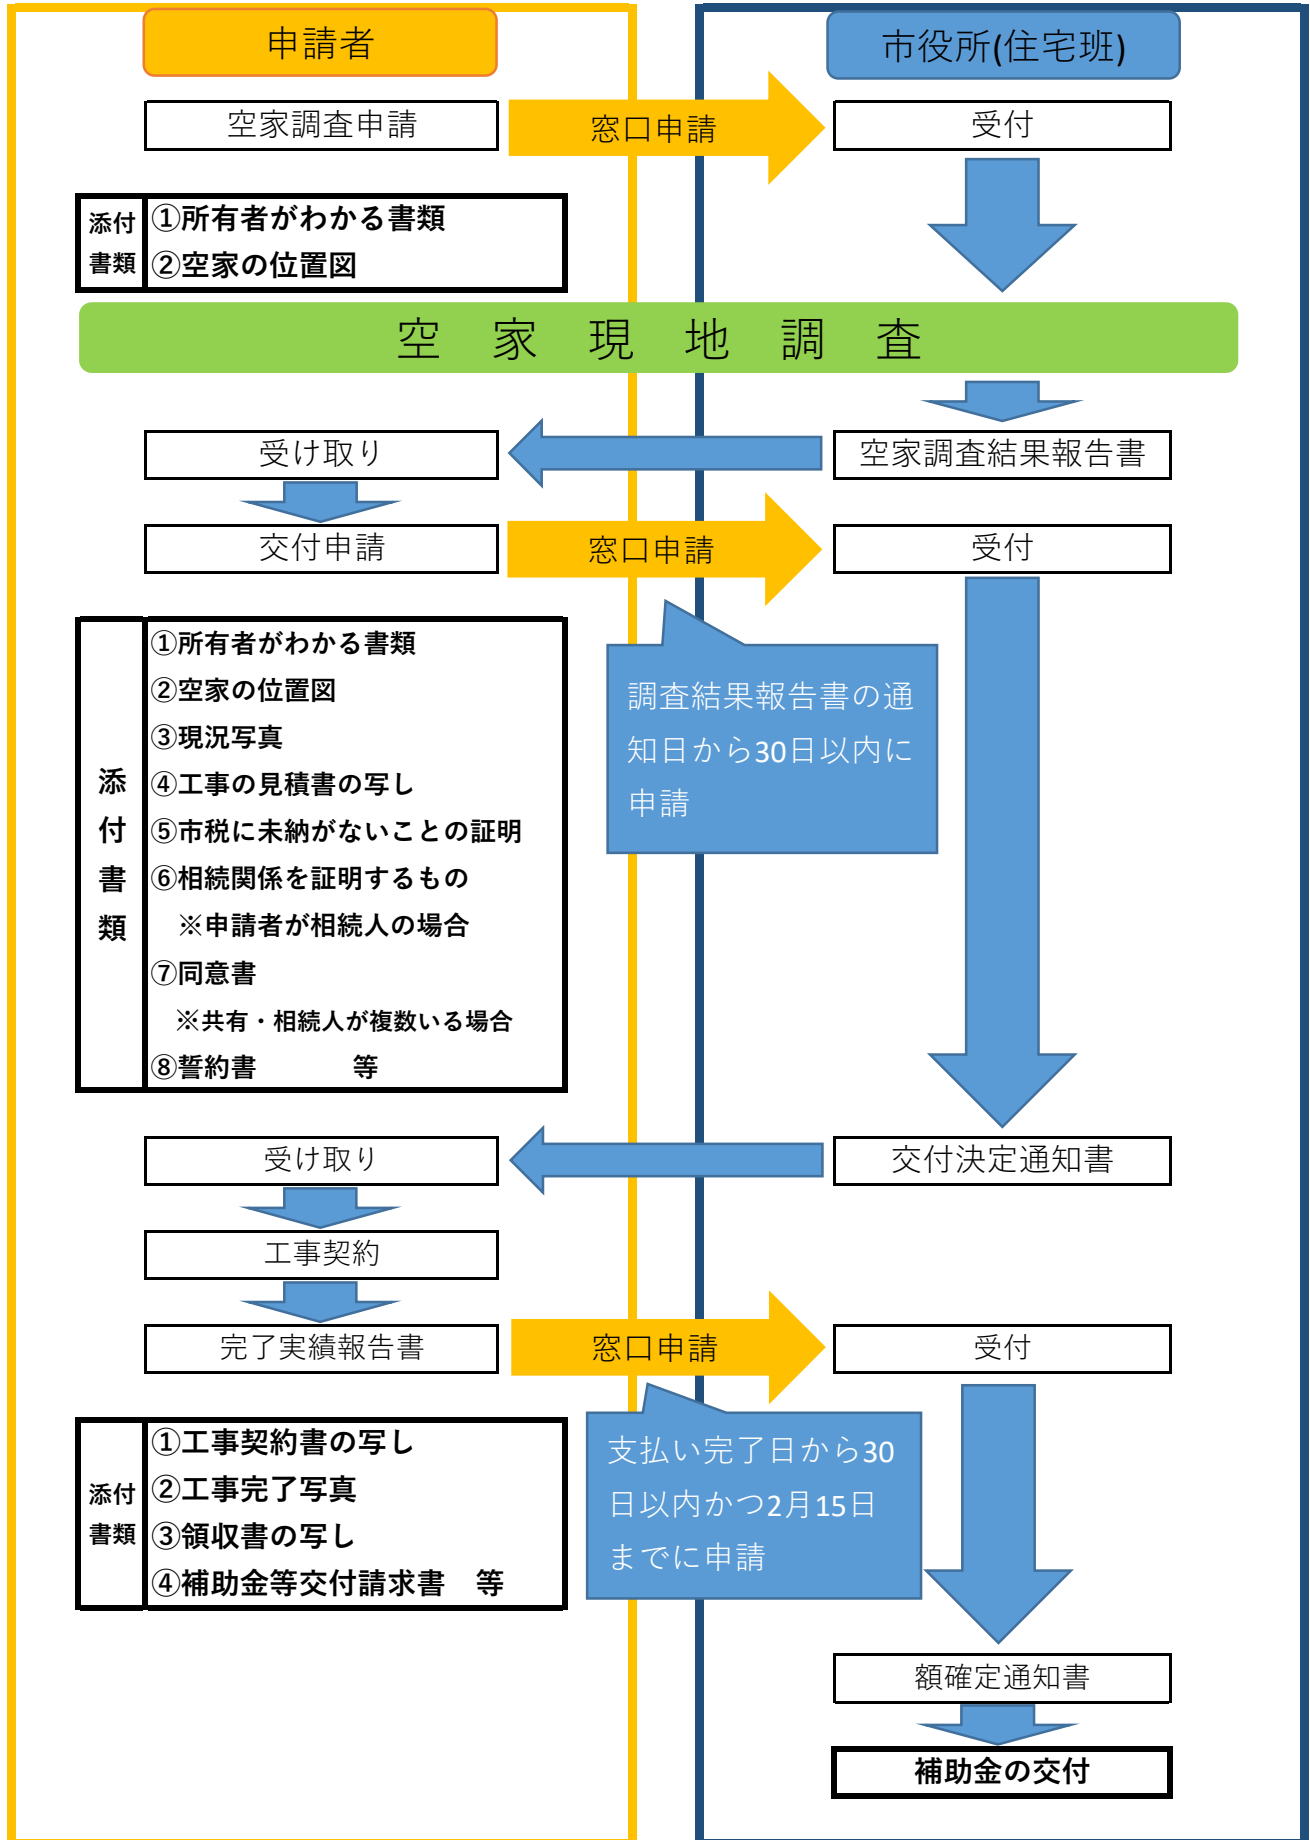 申請者
市役所(住宅班)
空家調査申請
窓口申請
受付
添付
書類
①所有者がわかる書類
②空家の位置図
空家現地調査
受け取り
空家調査結果報告書
交付申請
窓口申請
受付
添
付
書
類
①所有者がわかる書類
②空家の位置図
③現況写真
④工事の見積書の写し
⑤市税に未納がないことの証明
⑥相続関係を証明するもの
※申請者が相続人の場合
⑦同意書
※共有・相続人が複数いる場合
⑧誓約書　等
調査結果報告書の通
知日から30日以内に
申請
受け取り
交付決定通知書
工事契約
完了実績報告書
窓口申請
受付
添付
書類
①工事契約書の写し
②工事完了写真
③領収書の写し
④補助金等交付請求書　等
支払い完了日から30
日以内かつ2月15日
までに申請
額確定通知書
補助金の交付